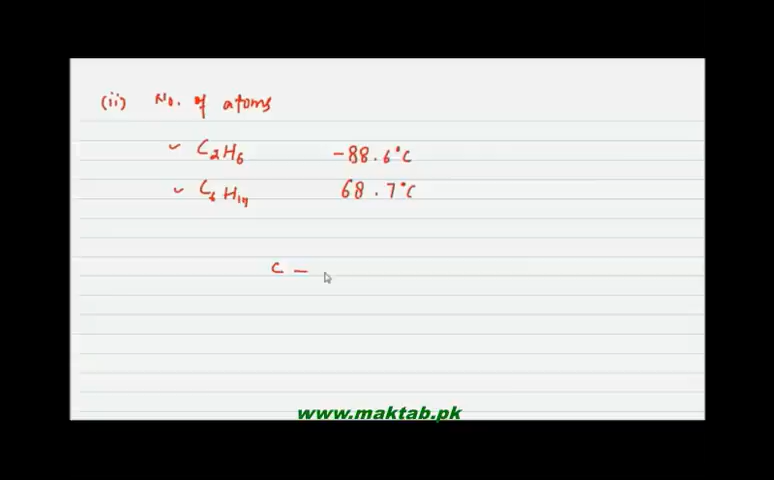 (ii) No. of atoms
C2H6 -88.6°C
C6H14 68.7°C
C –
www.maktab.pk